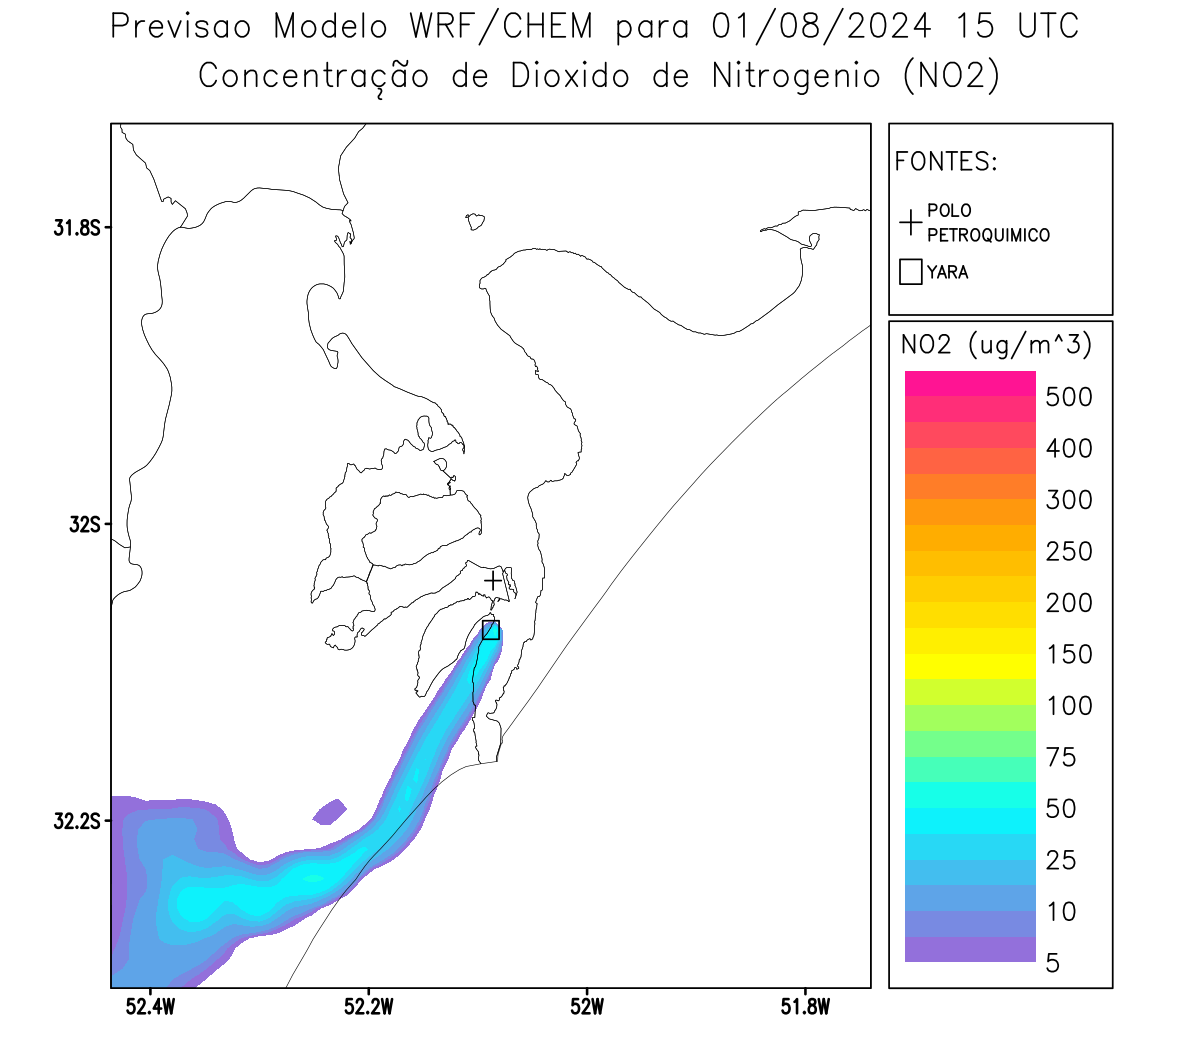 Previsao Modelo WRF/CHEM para 01/08/2024 15 UTC
Concentração de Dioxido de Nitrogenio (NO2)
FONTES:
POLO
PETROQUIMICO
YARA
NO2 (ug/m^3)
500
400
300
250
200
150
100
75
50
25
10
5
31.8S
32S
32.2S
52.4W
52.2W
52W
51.8W